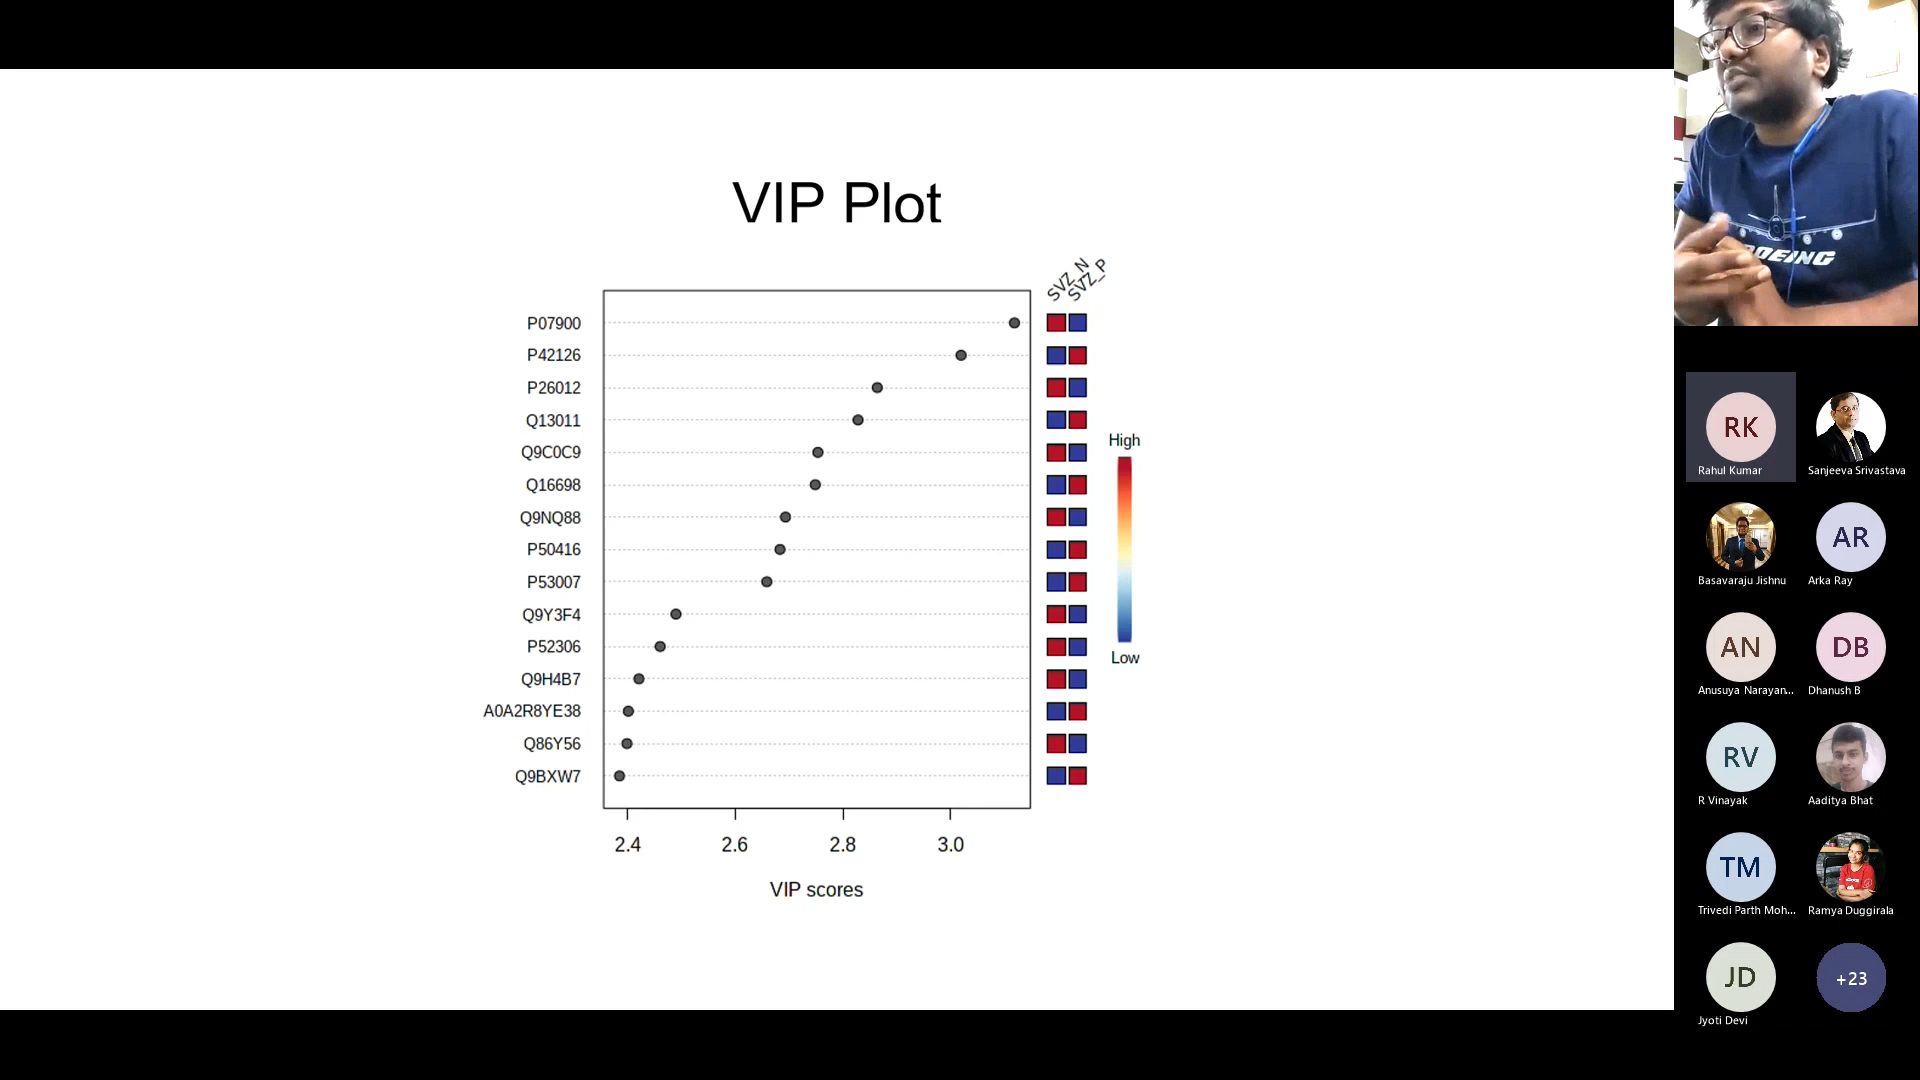 VIP Plot
SVZ_N
SVZ_P
P07900
P42126
P26012
Q13011
Q9C0C9
Q16698
Q9NQ88
P50416
P53007
Q9Y3F4
P52306
Q9H4B7
A0A2R8YE38
Q86Y56
Q9BXW7
High
Low
2.4 2.6 2.8 3.0
VIP scores
BOEING
RK
Rahul Kumar
Sanjeeva Srivastava
Basavaraju Jishnu
AR
Arka Ray
AN
Anusuya Narayan...
DB
Dhanush B
RV
R Vinayak
Aaditya Bhat
TM
Trivedi Parth Moh...
Ramya Duggirala
JD
Jyoti Devi
+23